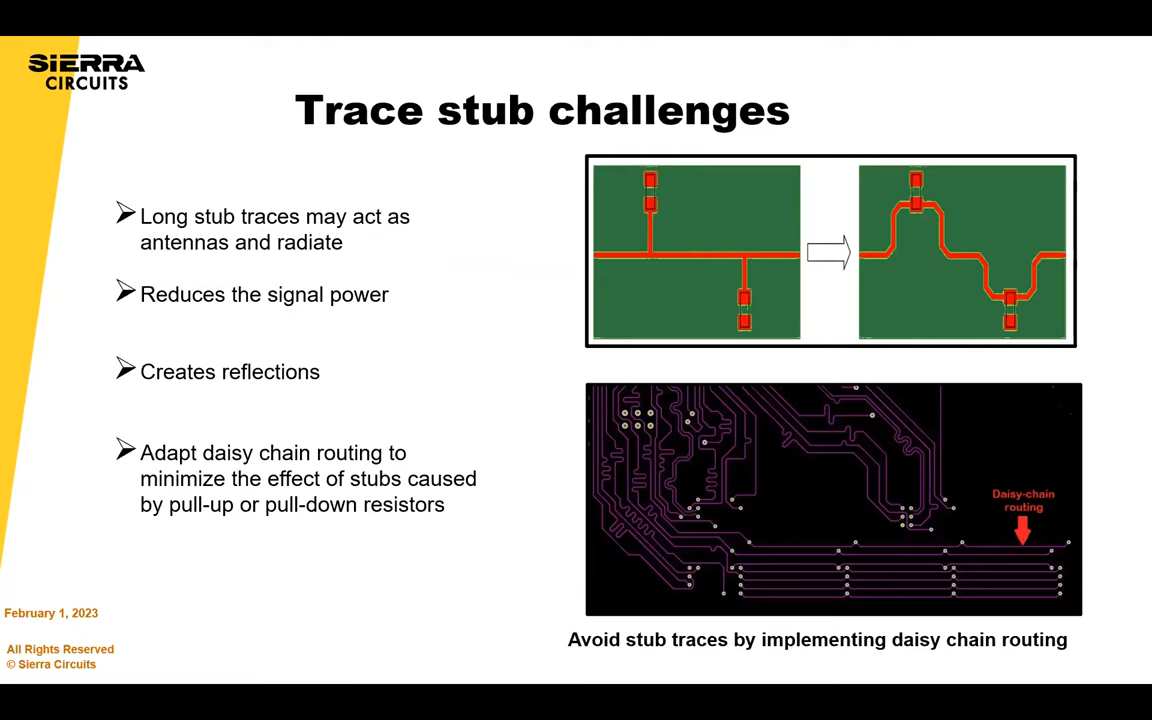 SIERRA
CIRCUITS
Trace stub challenges
Long stub traces may act as
antennas and radiate
Reduces the signal power
Creates reflections
Adapt daisy chain routing to
minimize the effect of stubs caused
by pull-up or pull-down resistors
Daisy-chain
routing
Avoid stub traces by implementing daisy chain routing
February 1, 2023
All Rights Reserved
© Sierra Circuits